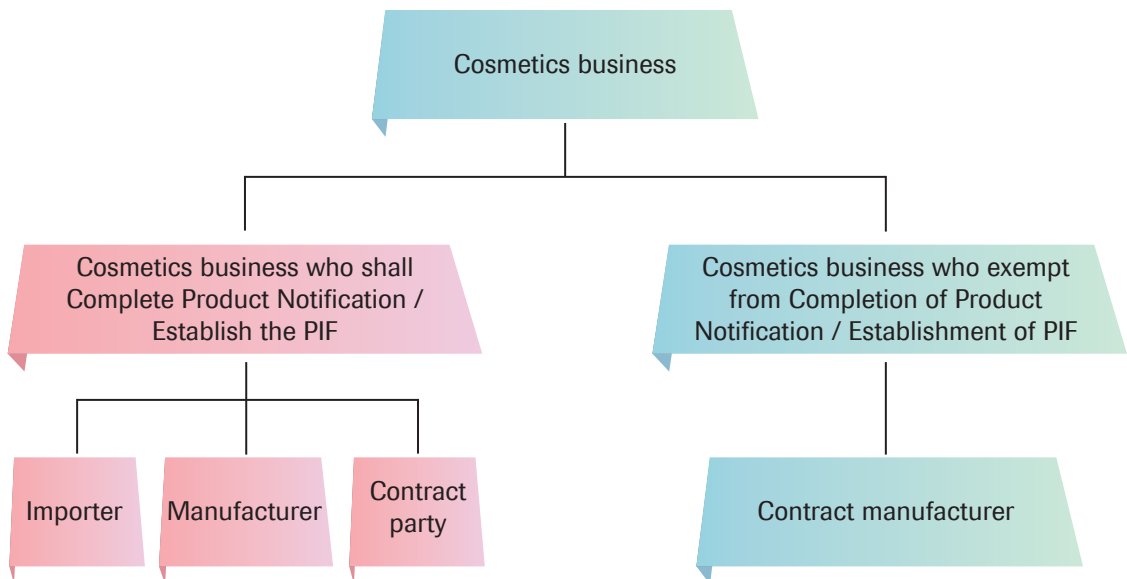 Cosmetics business
Cosmetics business who shall
Complete Product Notification /
Establish the PIF
Cosmetics business who exempt
from Completion of Product
Notification / Establishment of PIF
Importer
Manufacturer
Contract
party
Contract manufacturer